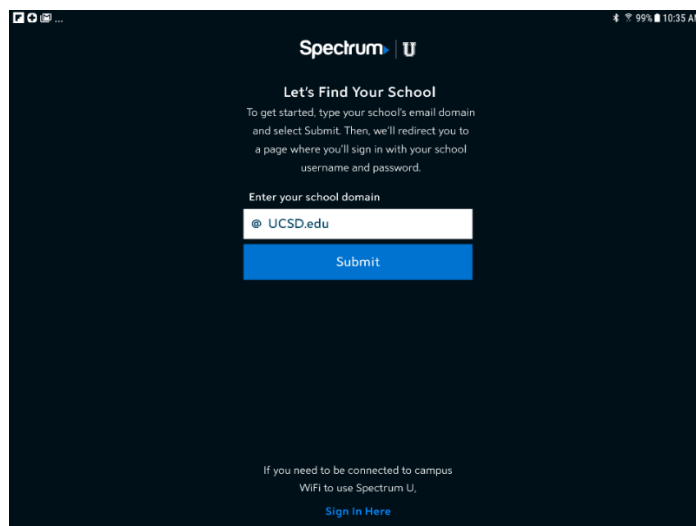 ... 99% 10:35 AM
Spectrum U
Let's Find Your School
To get started, type your school's email domain
and select Submit. Then, we'll redirect you to
a page where you'll sign in with your school
username and password.
Enter your school domain
@ UCSD.edu
Submit
If you need to be connected to campus
WiFi to use Spectrum U,
Sign In Here